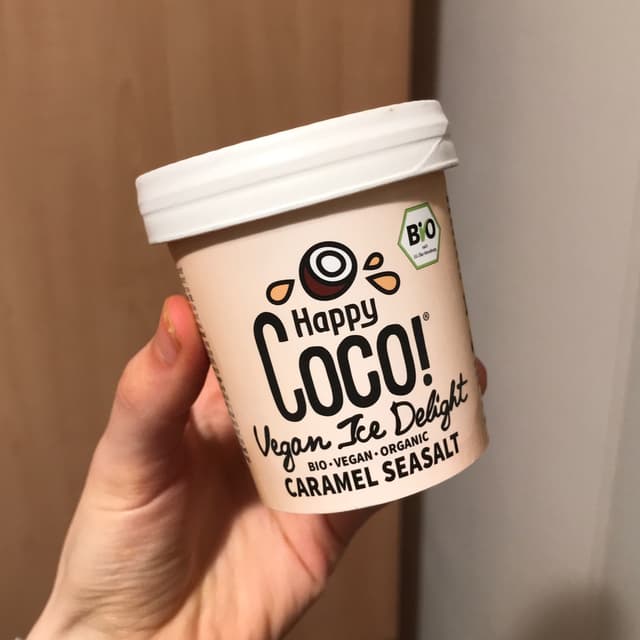 BiO
Happy
Coco!®
Vegan Ice Delight
BIO • VEGAN • ORGANIC
CARAMEL SEASALT